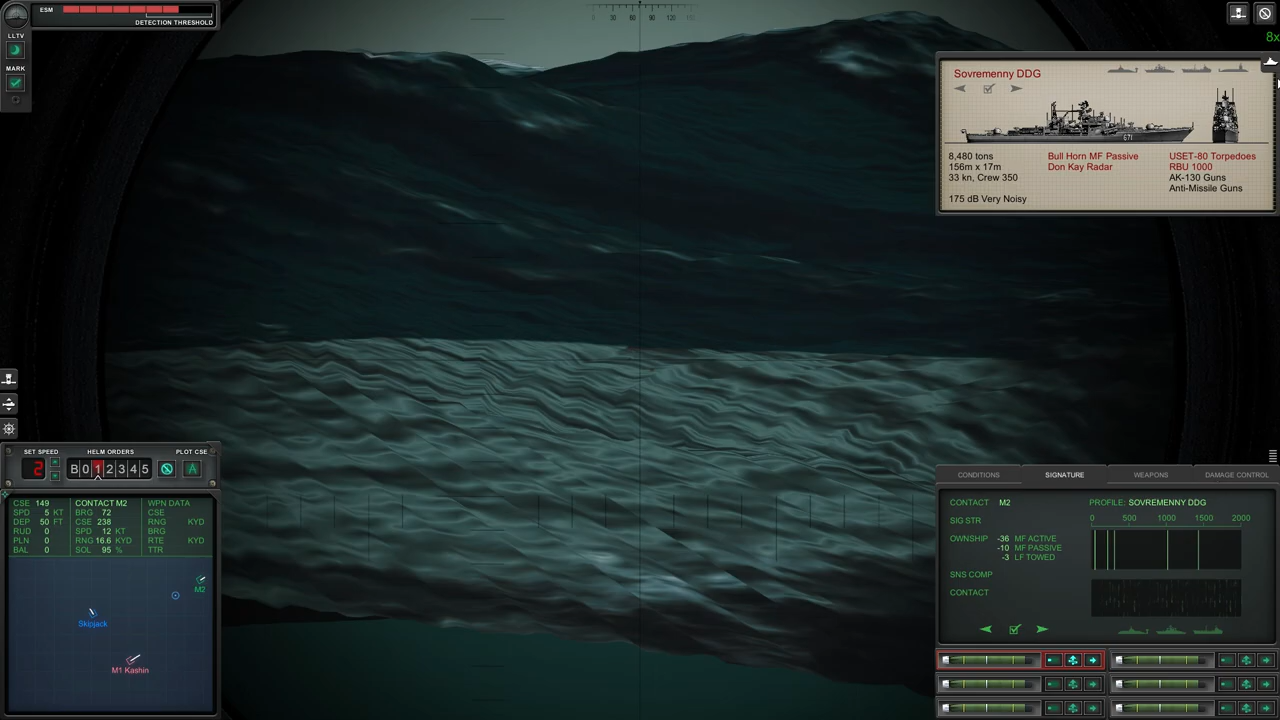 ESM
DETECTION THRESHOLD
LLTV
MARK
0 30 60 90 120
8x
Sovremenny DDG
671
8,480 tons
156m x 17m
33 kn, Crew 350
175 dB Very Noisy
Bull Horn MF Passive
Don Kay Radar
USET-80 Torpedoes
RBU 1000
AK-130 Guns
Anti-Missile Guns
SET SPEED HELM ORDERS PLOT CSE
2 B 0 1 2 3 4 5 A
CSE 149 CONTACT M2 WPN DATA
SPD 5 KT BRG 72 CSE
DEP 50 FT CSE 238 RNG KYD
RUD 0 SPD 12 KT BRG
PLN 0 RNG 16.6 KYD RTE KYD
BAL 0 SOL 95 % TTR
M2
Skipjack
M1 Kashin
CONDITIONS SIGNATURE WEAPONS DAMAGE CONTROL
CONTACT M2 PROFILE: SOVREMENNY DDG
SIG STR 0 500 1000 1500 2000
OWNSHIP -36 MF ACTIVE
-10 MF PASSIVE
-3 LF TOWED
SNS COMP
CONTACT